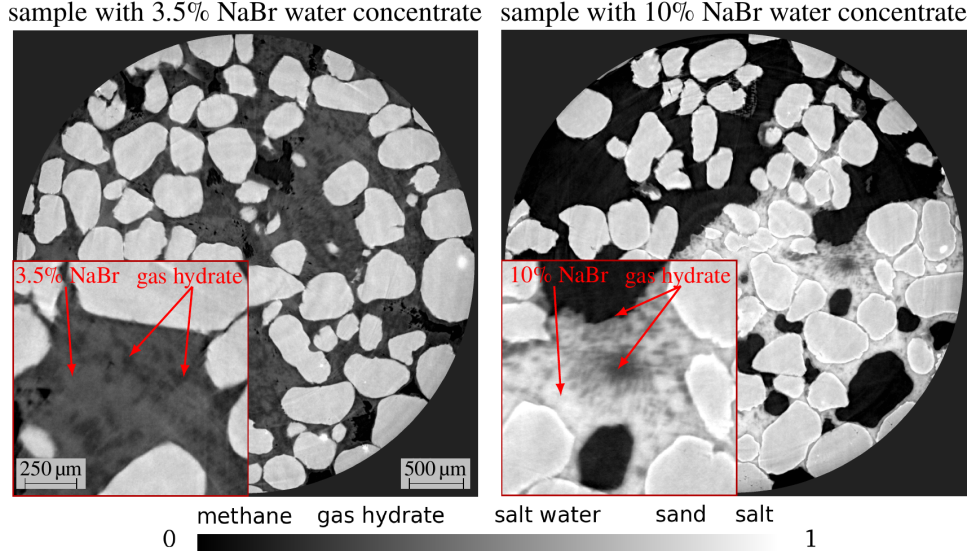 sample with 3.5% NaBr water concentrate
sample with 10% NaBr water concentrate
3.5% NaBr gas hydrate
10% NaBr gas hydrate
250 µm
500 µm
methane gas hydrate salt water sand salt
0 1